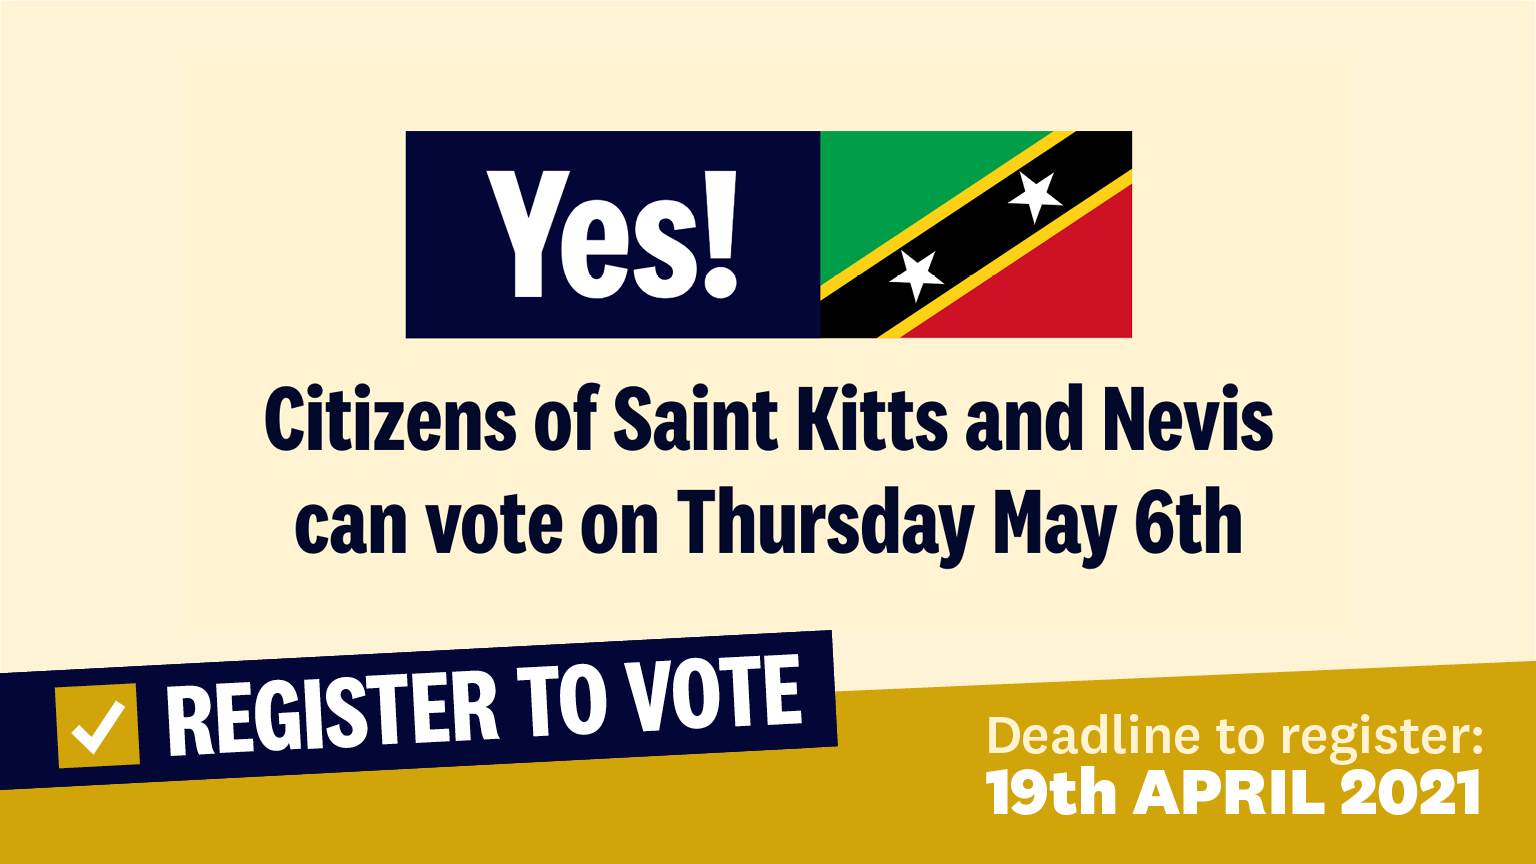 Yes!
Citizens of Saint Kitts and Nevis
can vote on Thursday May 6th
REGISTER TO VOTE
Deadline to register:
19th APRIL 2021